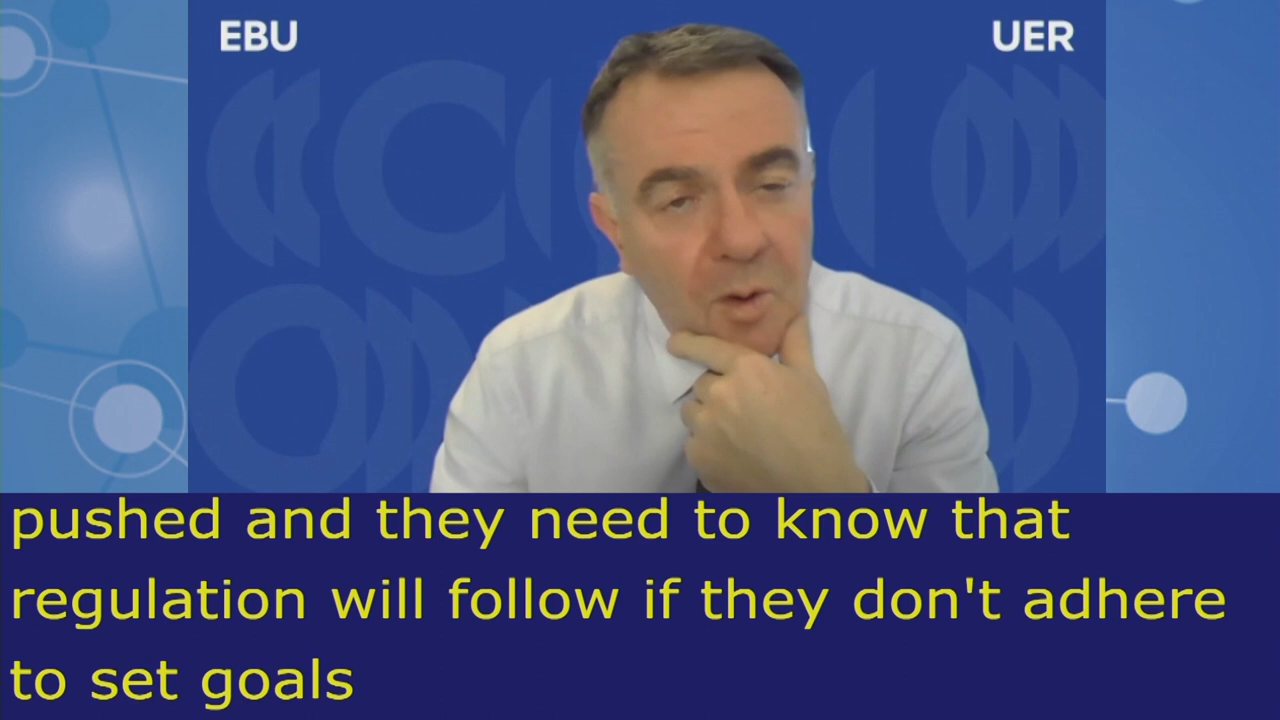 EBU UER
pushed and they need to know that
regulation will follow if they don't adhere
to set goals